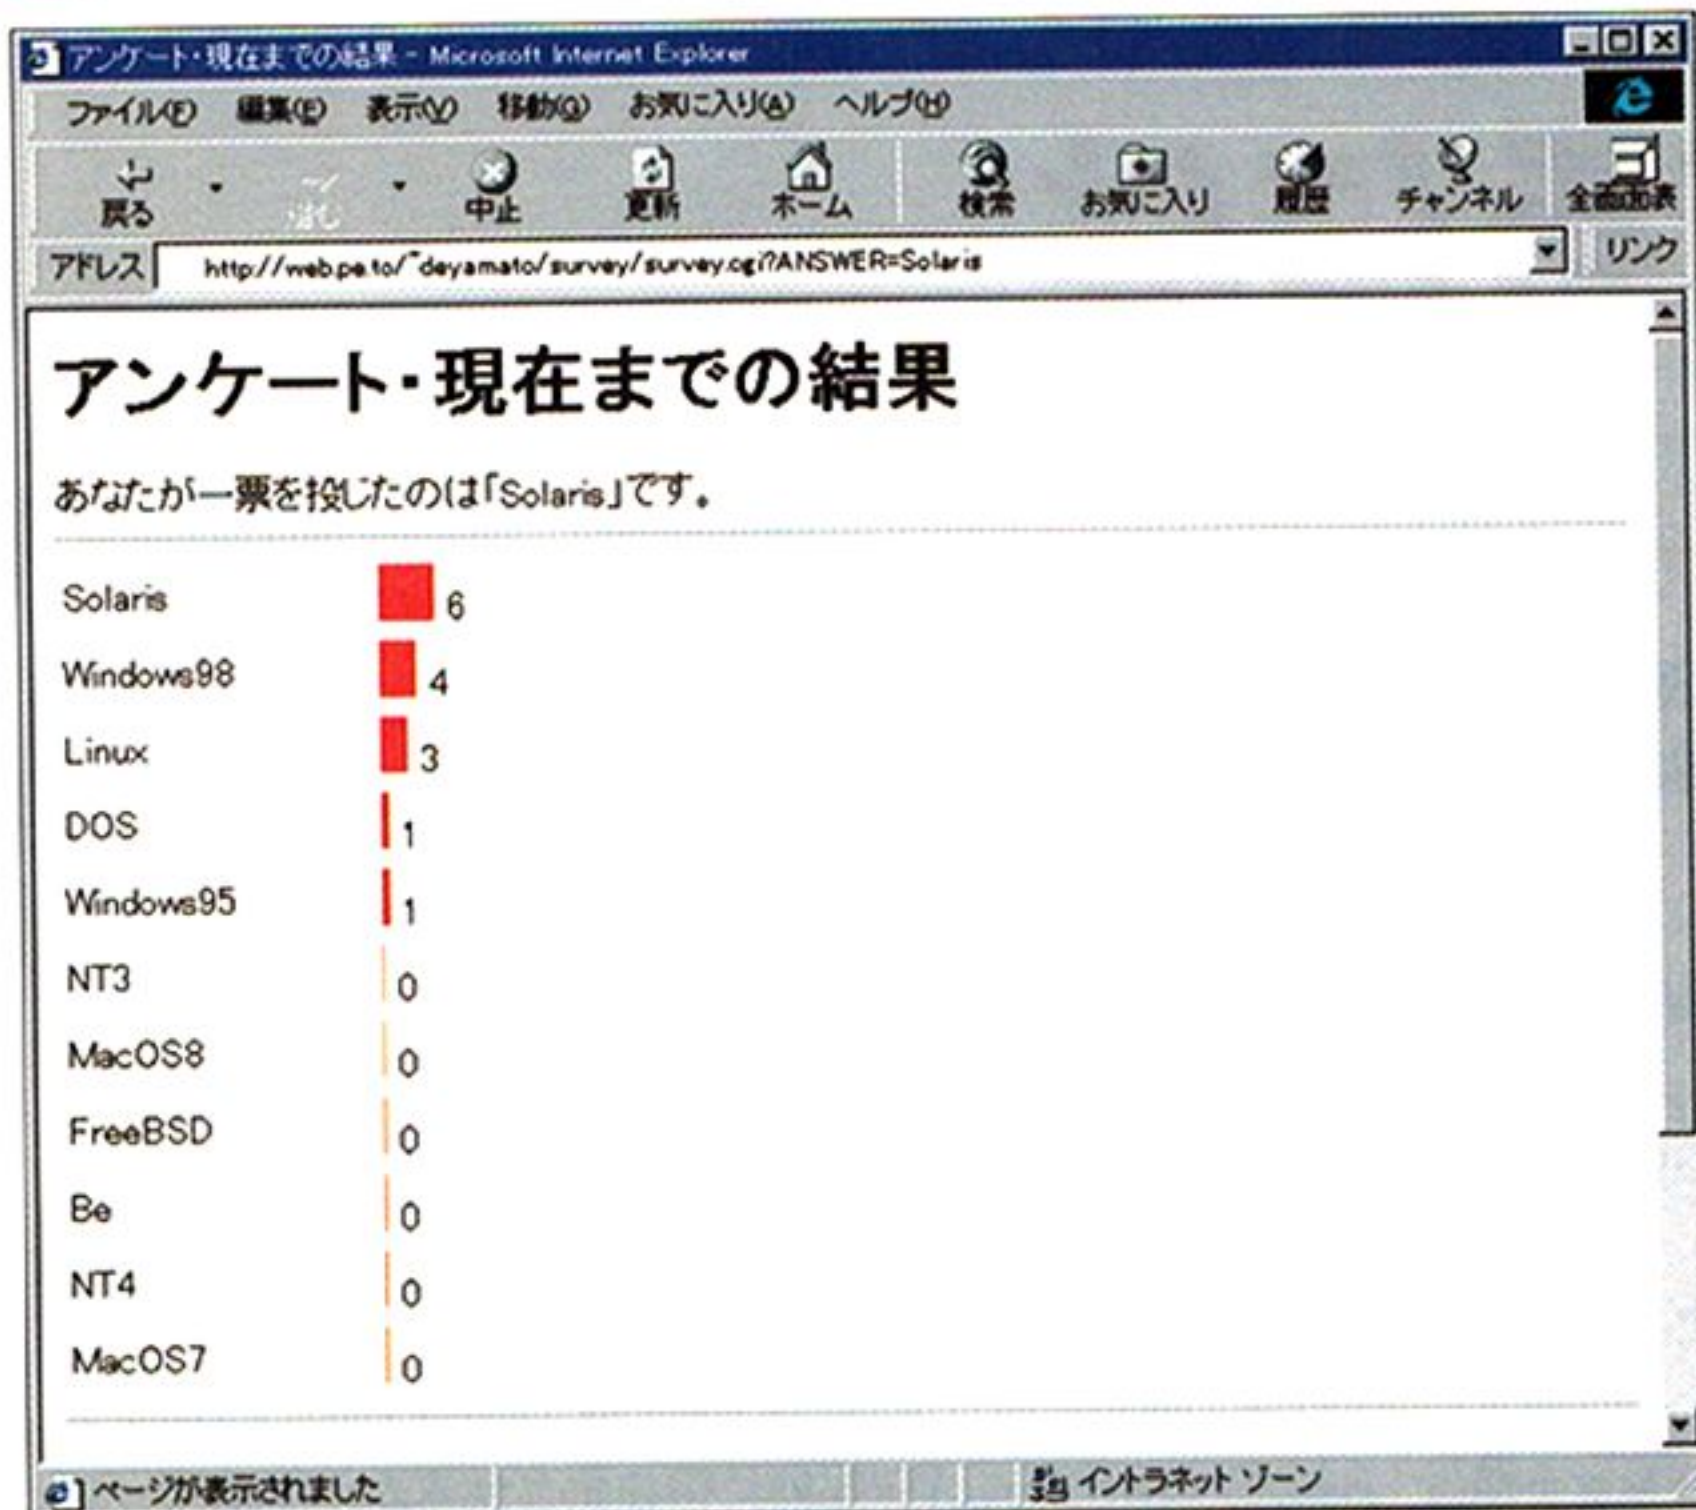 アンケート・現在までの結果 - Microsoft Internet Explorer
ファイル(F) 編集(E) 表示(V) 移動(G) お気に入り(A) ヘルプ(H)
戻る 進む 中止 更新 ホーム 検索 お気に入り 履歴 チャンネル 全画面表
アドレス http://web.pe.to/~deyamato/survey/survey.cgi?ANSWER=Solaris リンク
アンケート・現在までの結果
あなたが一票を投じたのは「Solaris」です。
Solaris 6
Windows98 4
Linux 3
DOS 1
Windows95 1
NT3 0
MacOS8 0
FreeBSD 0
Be 0
NT4 0
MacOS7 0
ページが表示されました イントラネット ゾーン